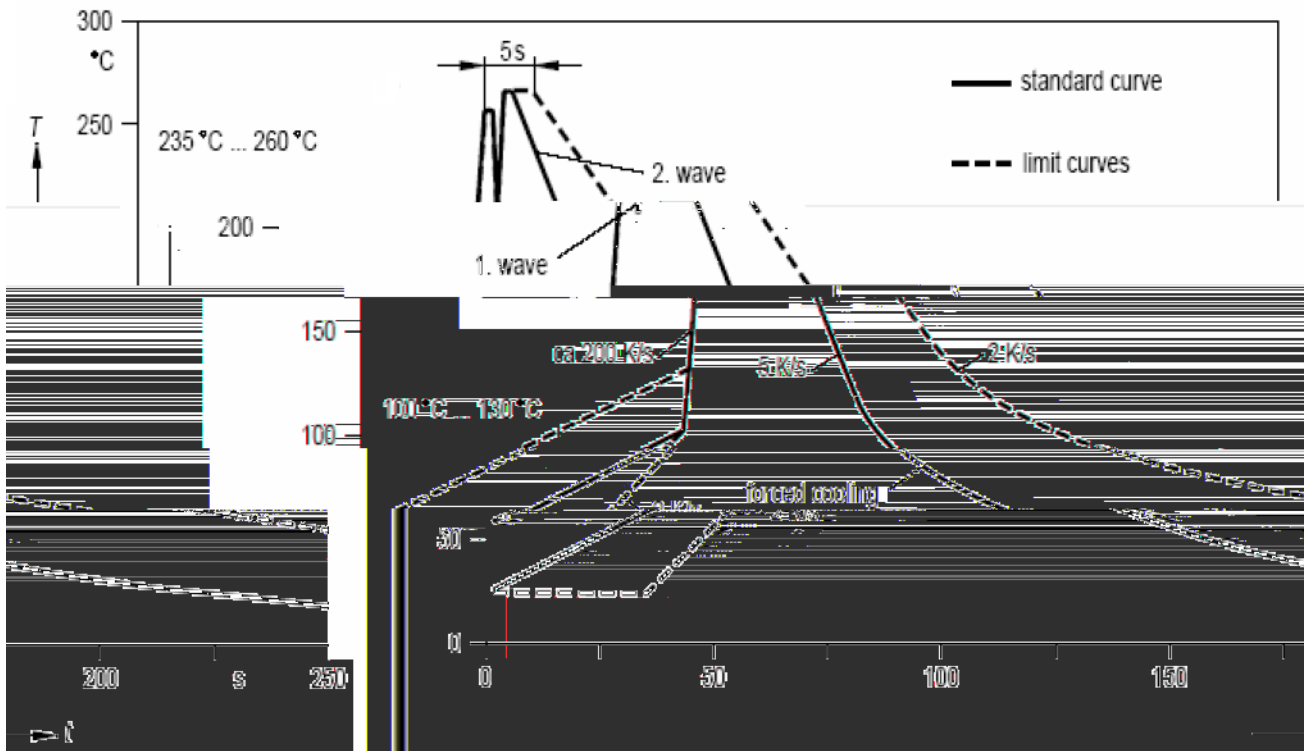 300
°C
5 s
standard curve
T
250
235 °C ... 260 °C
2. wave
limit curves
200
1. wave
150
ca 200 K/s
5 K/s
2 K/s
100 °C ... 130 °C
100
forced cooling
50
0
200
s
250
0
50
100
150
t